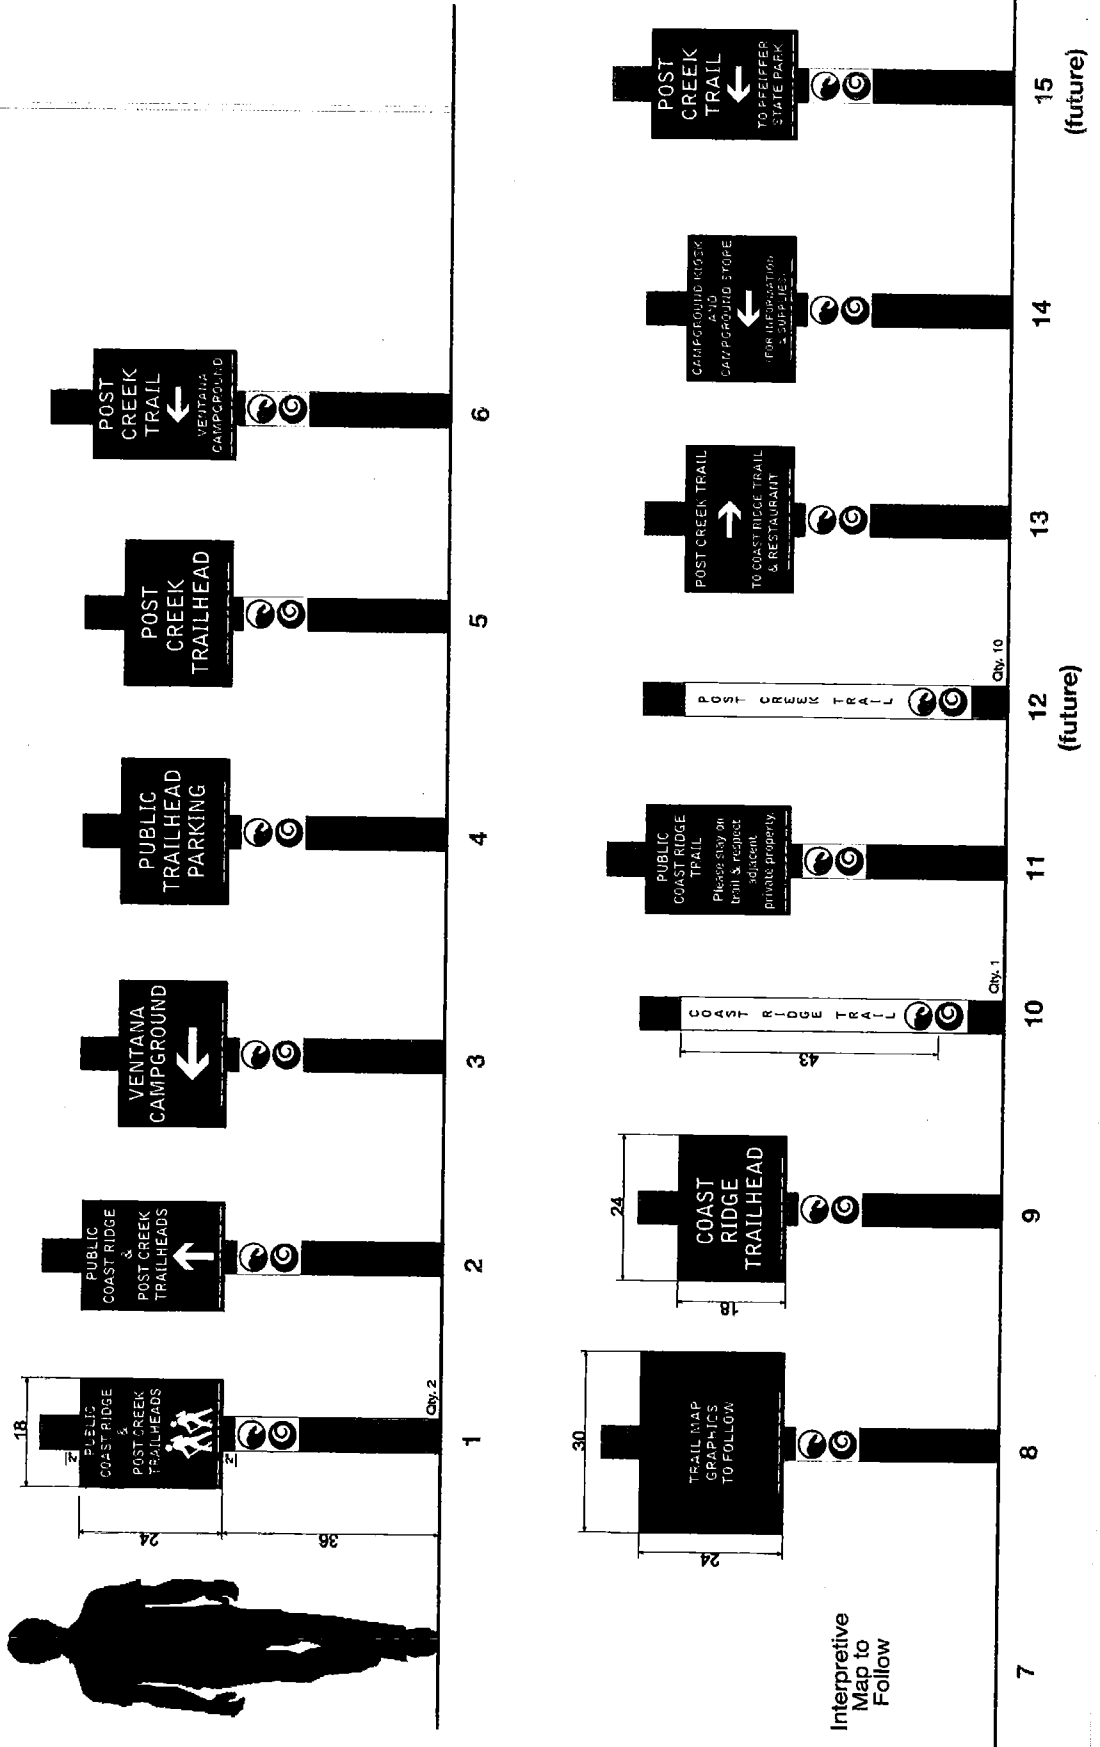 18
2"
PUBLIC
COAST RIDGE
&
POST CREEK
TRAILHEADS
2"
24
36
Qty. 2
1
PUBLIC
COAST RIDGE
&
POST CREEK
TRAILHEADS
2
VENTANA
CAMPGROUND
3
PUBLIC
TRAILHEAD
PARKING
4
POST
CREEK
TRAILHEAD
5
POST
CREEK
TRAIL
VENTANA
CAMPGROUND
6
Interpretive
Map to
Follow
7
30
24
TRAIL MAP
GRAPHICS
TO FOLLOW
8
24
18
COAST
RIDGE
TRAILHEAD
9
COAST RIDGE TRAIL
43
Qty. 1
10
PUBLIC
COAST RIDGE
TRAIL
Please stay on
trail & respect
adjacent
private property.
11
POST CREEK TRAIL
Qty. 10
12
(future)
POST CREEK TRAIL
TO COAST RIDGE TRAIL
& RESTAURANT
13
CAMPGROUND KIOSK
AND
CAMPGROUND STORE
(FOR INFORMATION
& SUPPLIES)
14
POST
CREEK
TRAIL
TO PFEIFFER
STATE PARK
15
(future)